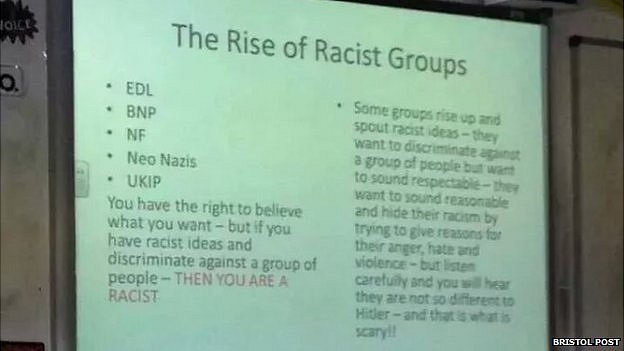 The Rise of Racist Groups
• EDL
• BNP
• NF
• Neo Nazis
• UKIP
You have the right to believe
what you want – but if you
have racist ideas and
discriminate against a group of
people – THEN YOU ARE A
RACIST
• Some groups rise up and
spout racist ideas – they
want to discriminate against
a group of people but want
to sound respectable – they
want to sound reasonable
and hide their racism by
trying to give reasons for
their anger, hate and
violence – but listen
carefully and you will hear
they are not so different to
Hitler – and that is what is
scary!!
BRISTOL POST